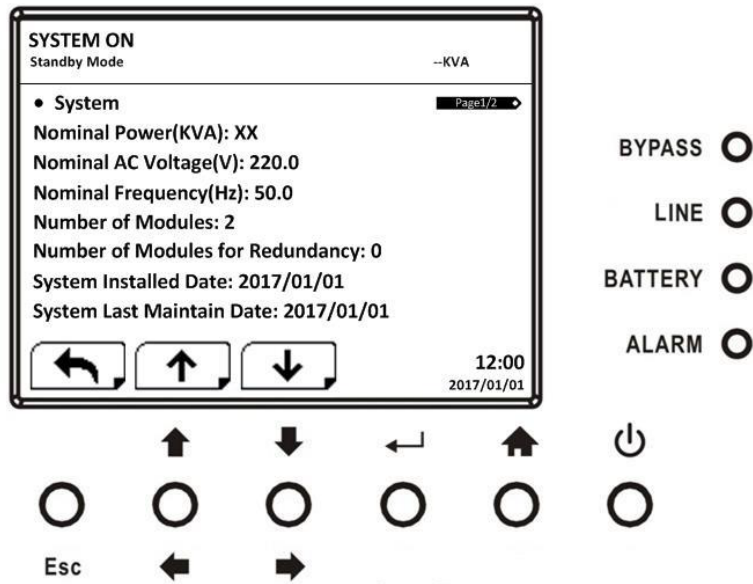 SYSTEM ON
Standby Mode --KVA
• System Page1/2
Nominal Power(KVA): XX
Nominal AC Voltage(V): 220.0
Nominal Frequency(Hz): 50.0
Number of Modules: 2
Number of Modules for Redundancy: 0
System Installed Date: 2017/01/01
System Last Maintain Date: 2017/01/01
12:00
2017/01/01
BYPASS
LINE
BATTERY
ALARM
Esc